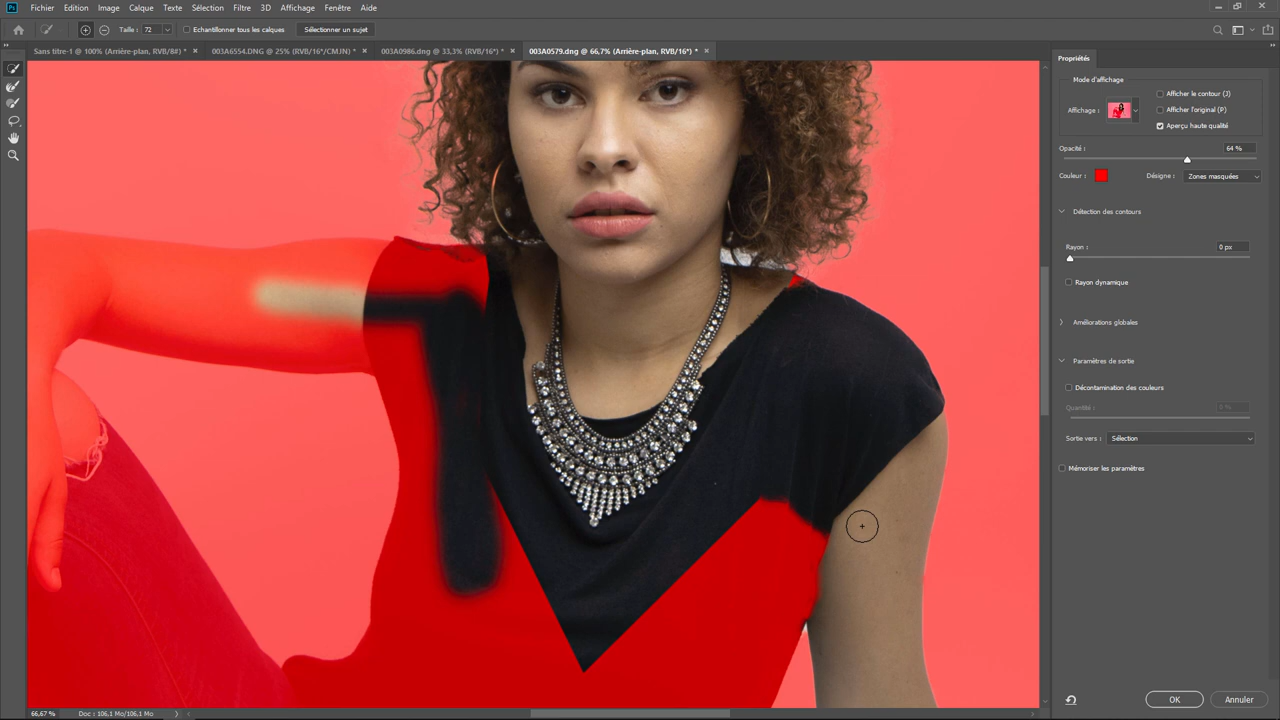 Ps Fichier Edition Image Calque Texte Sélection Filtre 3D Affichage Fenêtre Aide
Taille : 72 Echantillonner tous les calques Sélectionner un sujet
Sans titre-1 @ 100% (Arrière-plan, RVB/8#) * × 003A6554.DNG @ 25% (RVB/16*/CMJN) * × 003A0986.dng @ 33,3% (RVB/16*) * × 003A0579.dng @ 66,7% (Arrière-plan, RVB/16*) * ×
Propriétés
Mode d'affichage
Affichage :
Afficher le contour (J)
Afficher l'original (P)
Aperçu haute qualité
Opacité : 64 %
Couleur : Désigne : Zones masquées
Détection des contours
Rayon : 0 px
Rayon dynamique
Améliorations globales
Paramètres de sortie
Décontamination des couleurs
Quantité : 0 %
Sortie vers : Sélection
Mémoriser les paramètres
OK Annuler
66,67 % Doc : 106,1 Mo/106,1 Mo